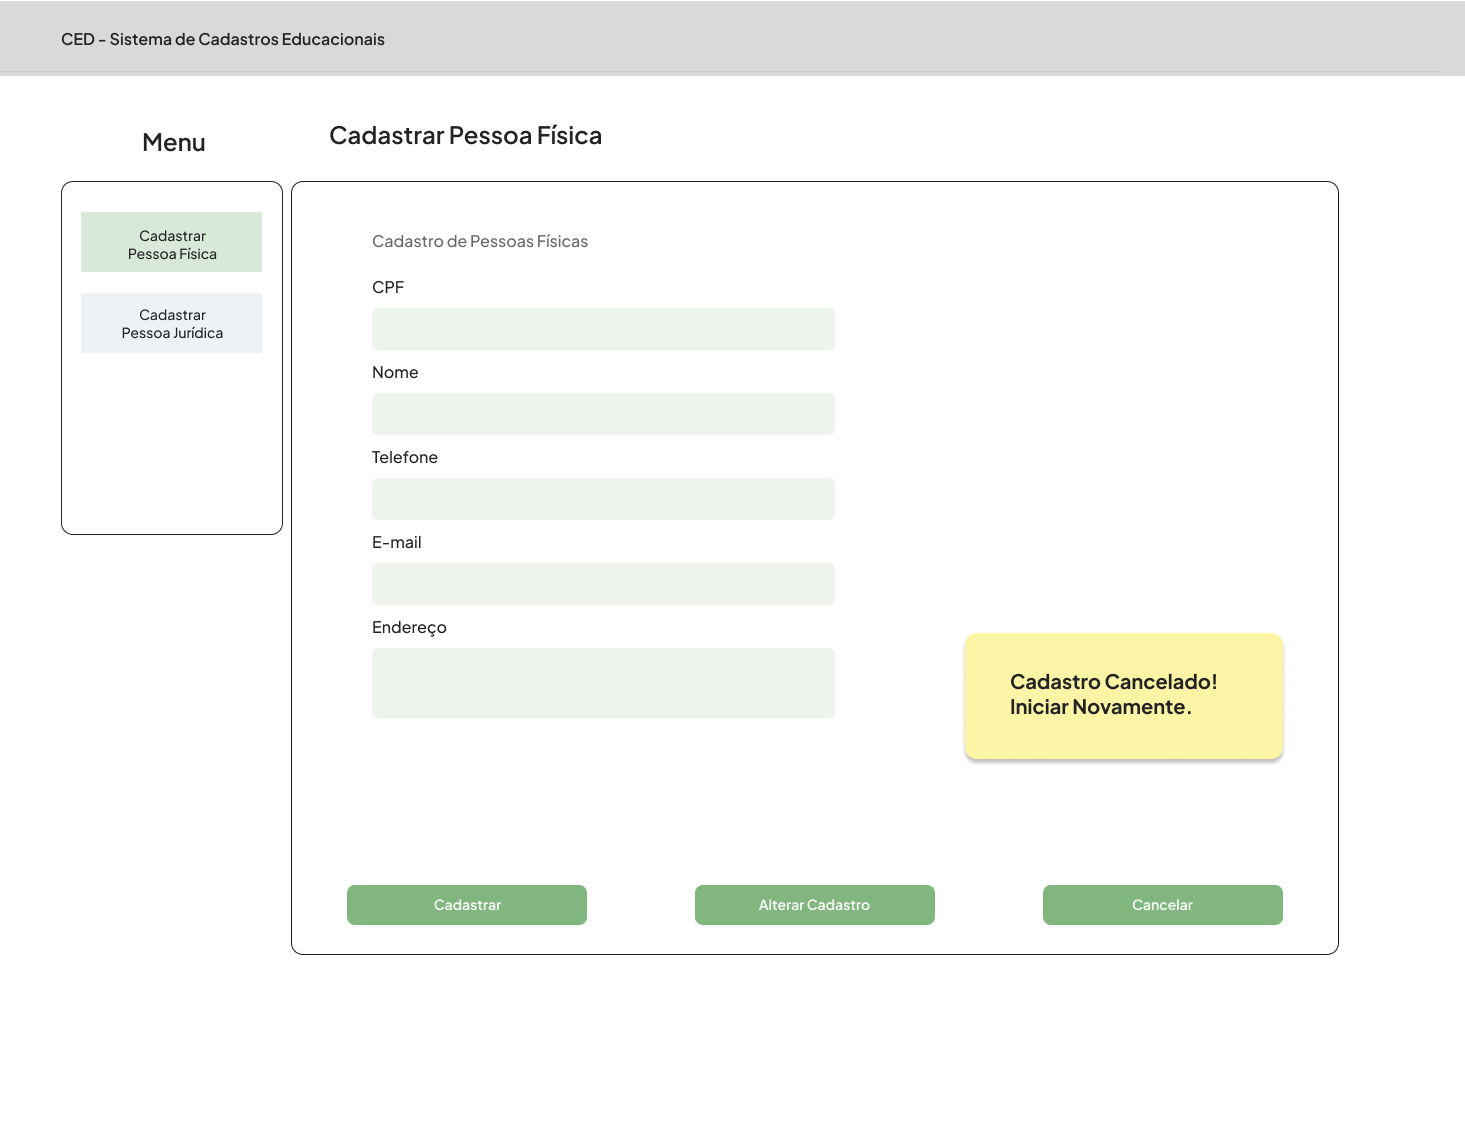 CED - Sistema de Cadastros Educacionais
Menu
Cadastrar Pessoa Física
Cadastrar
Pessoa Física
Cadastrar
Pessoa Jurídica
Cadastro de Pessoas Físicas
CPF
Nome
Telefone
E-mail
Endereço
Cadastro Cancelado!
Iniciar Novamente.
Cadastrar
Alterar Cadastro
Cancelar